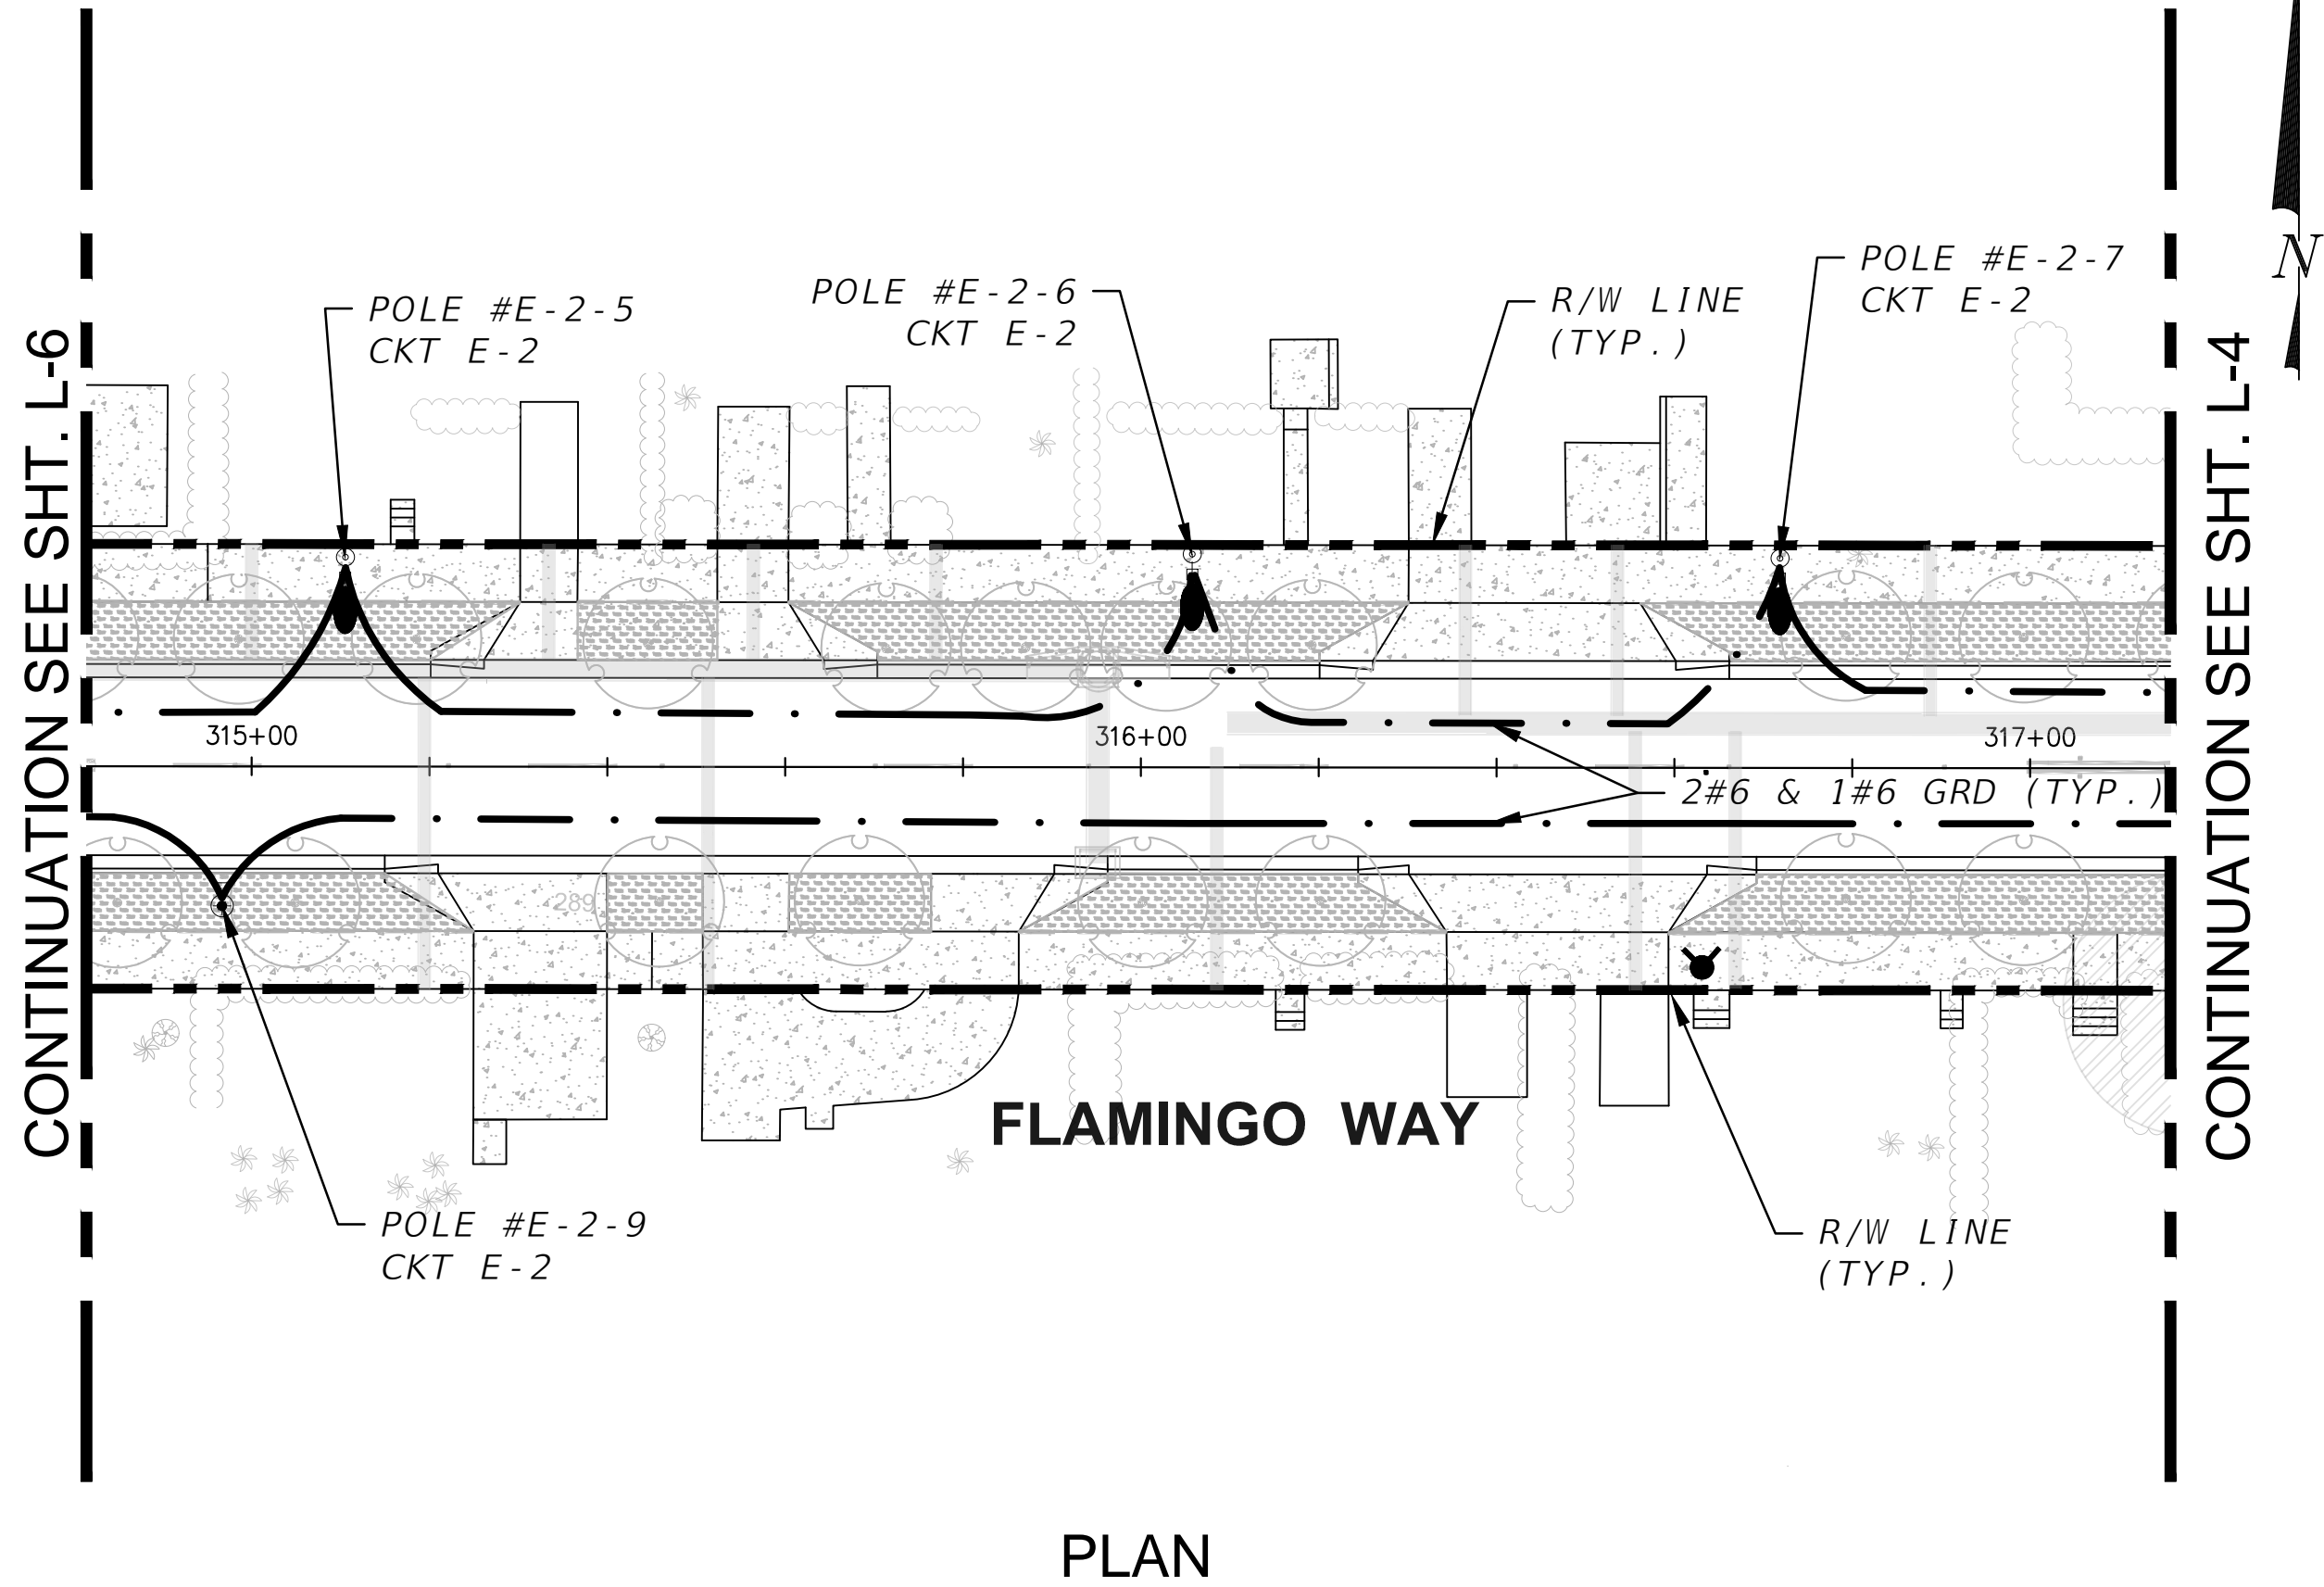 N
POLE #E-2-5
CKT E-2
POLE #E-2-6
CKT E-2
R/W LINE
(TYP.)
POLE #E-2-7
CKT E-2
CONTINUATION SEE SHT. L-6
CONTINUATION SEE SHT. L-4
315+00
316+00
317+00
2#6 & 1#6 GRD (TYP.)
289
FLAMINGO WAY
POLE #E-2-9
CKT E-2
R/W LINE
(TYP.)
PLAN